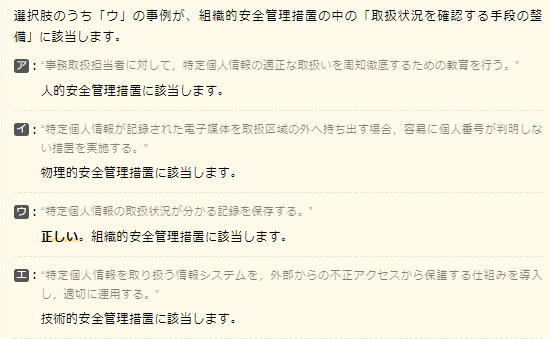 選択肢のうち「ウ」の事例が、組織的安全管理措置の中の「取扱状況を確認する手段の整
備」に該当します。
ア:"事務取扱担当者に対して，特定個人情報の適正な取扱いを周知徹底するための教育を行う。"
人的安全管理措置に該当します。
イ:"特定個人情報が記録された電子媒体を取扱区域の外へ持ち出す場合，容易に個人番号が判明しな
い措置を実施する。"
物理的安全管理措置に該当します。
ウ:"特定個人情報の取扱状況が分かる記録を保存する。"
正しい。組織的安全管理措置に該当します。
エ:"特定個人情報を取り扱う情報システムを，外部からの不正アクセスから保護する仕組みを導入
し，適切に運用する。"
技術的安全管理措置に該当します。